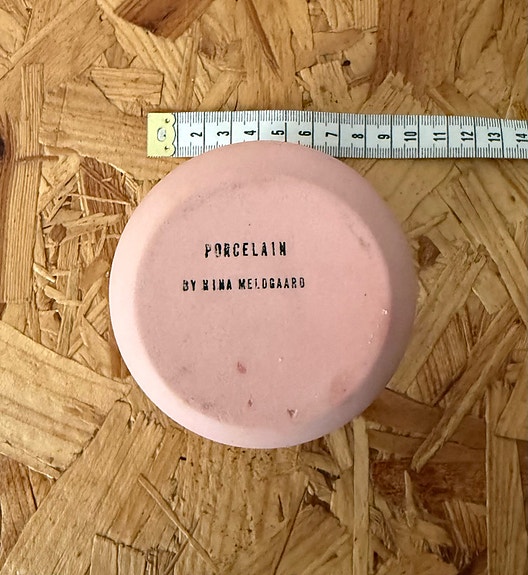 2 3 4 5 6 7 8 9 10 11 12 13 14
PORCELAIN
BY NINA MELDGAARD